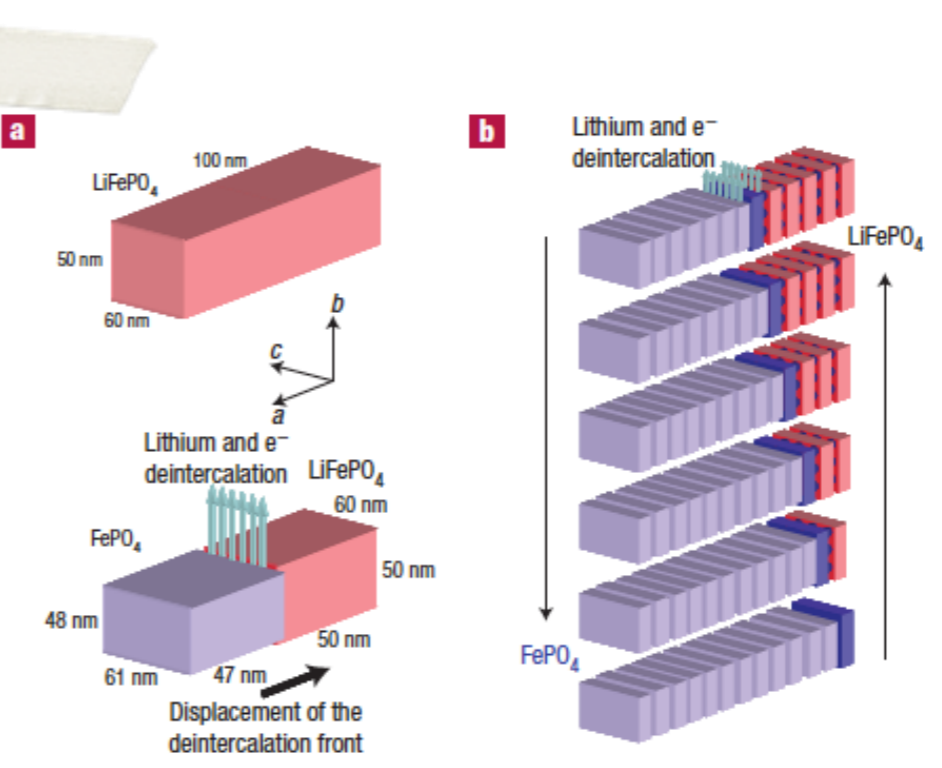 a
100 nm
LiFePO₄
50 nm
60 nm
b
c
a
Lithium and e⁻
deintercalation
LiFePO₄
60 nm
FePO₄
50 nm
48 nm
50 nm
61 nm
47 nm
Displacement of the
deintercalation front
b
Lithium and e⁻
deintercalation
LiFePO₄
FePO₄